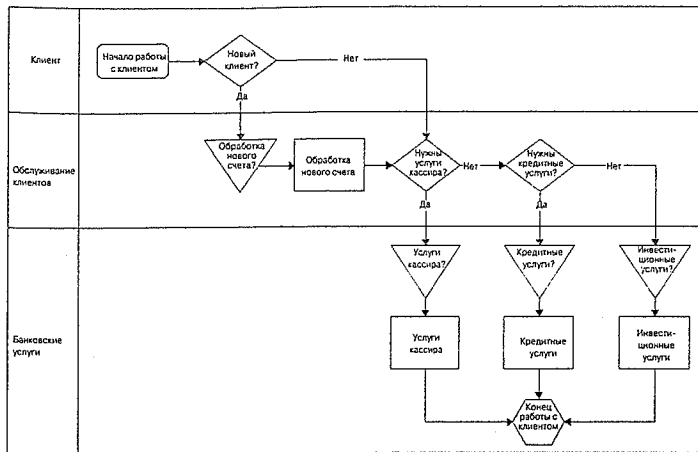 Клиент
Начало работы
с клиентом
Новый
клиент?
Нет
Да
Обслуживание
клиентов
Обработка
нового
счета?
Обработка
нового счета
Нужны
услуги
кассира?
Нет
Нужны
кредитные
услуги?
Нет
Да
Да
Банковские
услуги
Услуги
кассира?
Кредитные
услуги?
Инвести-
ционные
услуги?
Услуги
кассира
Кредитные
услуги
Инвести-
ционные
услуги
Конец
работы с
клиентом